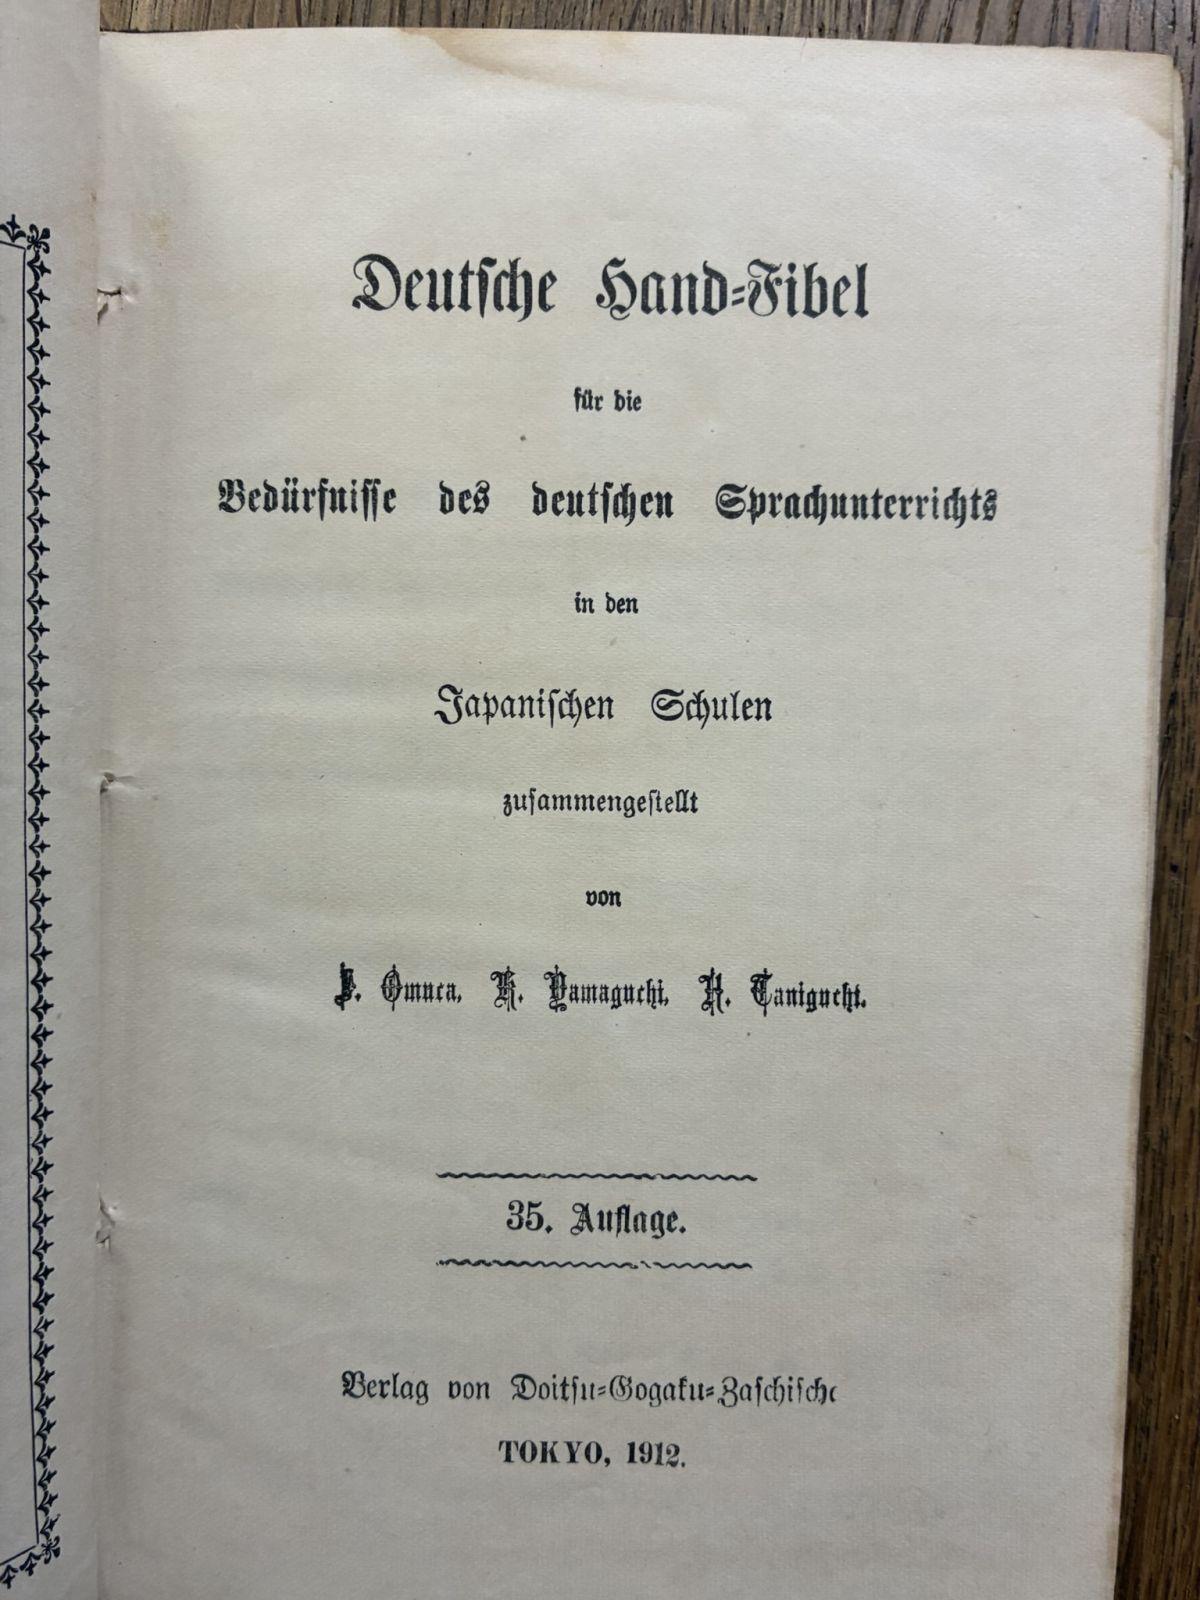 Deutsche Hand-Fibel
für die
Bedürfnisse des deutschen Sprachunterrichts
in den
Japanischen Schulen
zusammengestellt
von
J. Omura, K. Yamaguchi, H. Taniguchi.
35. Auflage.
Verlag von Doitsu-Gogaku-Zaschische
TOKYO, 1912.